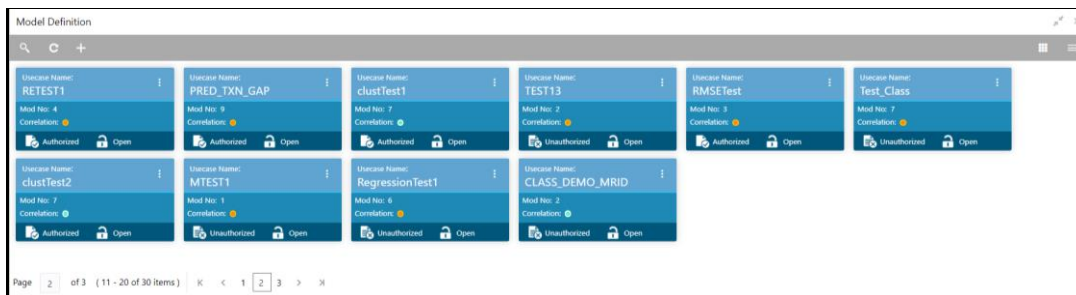 Model Definition
Usecase Name: Usecase Name: Usecase Name: Usecase Name: Usecase Name: Usecase Name:
RETEST1 PRED_TXN_GAP clustTest1 TEST13 RMSETest Test_Class
Mod No: 4 Mod No: 9 Mod No: 7 Mod No: 2 Mod No: 3 Mod No: 7
Correlation: Correlation: Correlation: Correlation: Correlation: Correlation:
Authorized Open Authorized Open Authorized Open Unauthorized Open Authorized Open Unauthorized Open
Usecase Name: Usecase Name: Usecase Name: Usecase Name:
clustTest2 MTEST1 RegressionTest1 CLASS_DEMO_MRID
Mod No: 7 Mod No: 1 Mod No: 6 Mod No: 2
Correlation: Correlation: Correlation: Correlation:
Authorized Open Unauthorized Open Unauthorized Open Unauthorized Open
Page 2 of 3 (11 - 20 of 30 items) 1 2 3